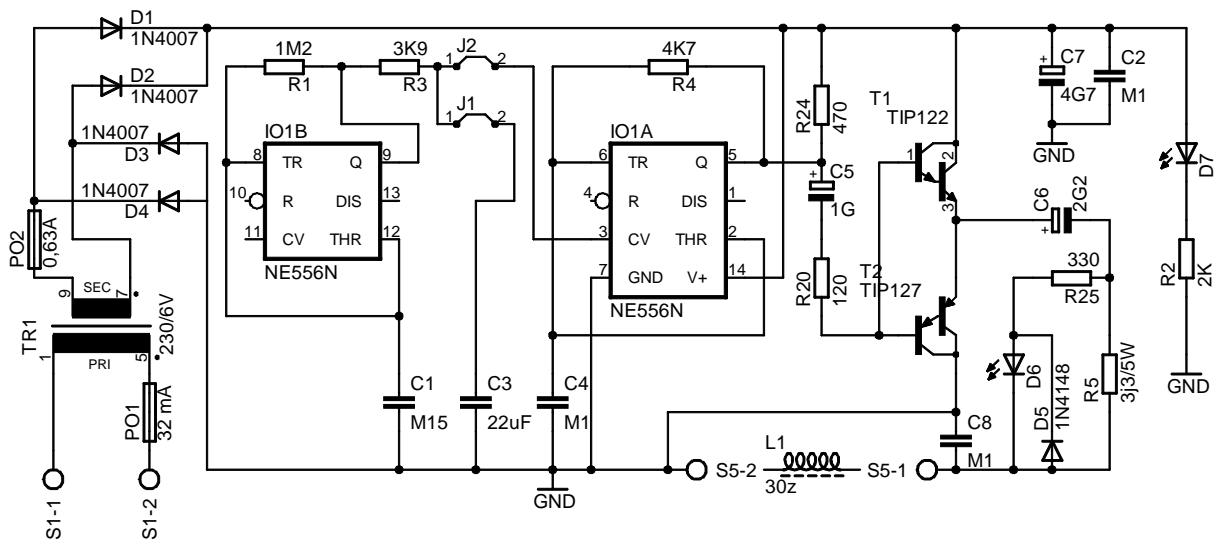 D1
1N4007
D2
1N4007
1N4007
D3
1N4007
D4
PO2
0,63A
SEC
9
7
TR1
230/6V
PRI
1
5
PO1
32 mA
S1-1
S1-2
1M2
R1
3K9
R3
J2
1
2
J1
1
2
IO1B
8
TR
Q
9
10
R
DIS
13
11
CV
THR
12
NE556N
C1
M15
C3
22uF
C4
M1
GND
4K7
R4
IO1A
6
TR
Q
5
4
R
DIS
1
3
CV
THR
2
7
GND
V+
14
NE556N
R24
470
C5
+
1G
R20
120
T1
TIP122
1
2
3
T2
TIP127
C7
+
4G7
C2
M1
GND
C6
+
2G2
330
R25
D6
D5
1N4148
R5
3j3/5W
D7
R2
2K
GND
C8
M1
S5-2
L1
30z
S5-1